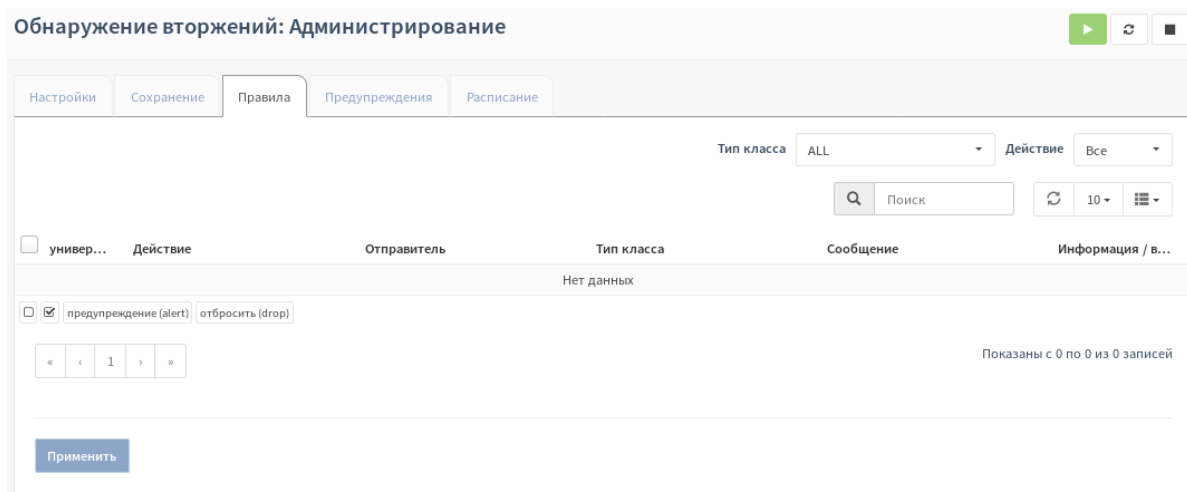 Обнаружение вторжений: Администрирование
Настройки Сохранение Правила Предупреждения Расписание
Тип класса ALL Действие Все
Поиск 10
универ... Действие Отправитель Тип класса Сообщение Информация / в...
Нет данных
предупреждение (alert) отбросить (drop)
« ‹ 1 › » Показаны с 0 по 0 из 0 записей
Применить